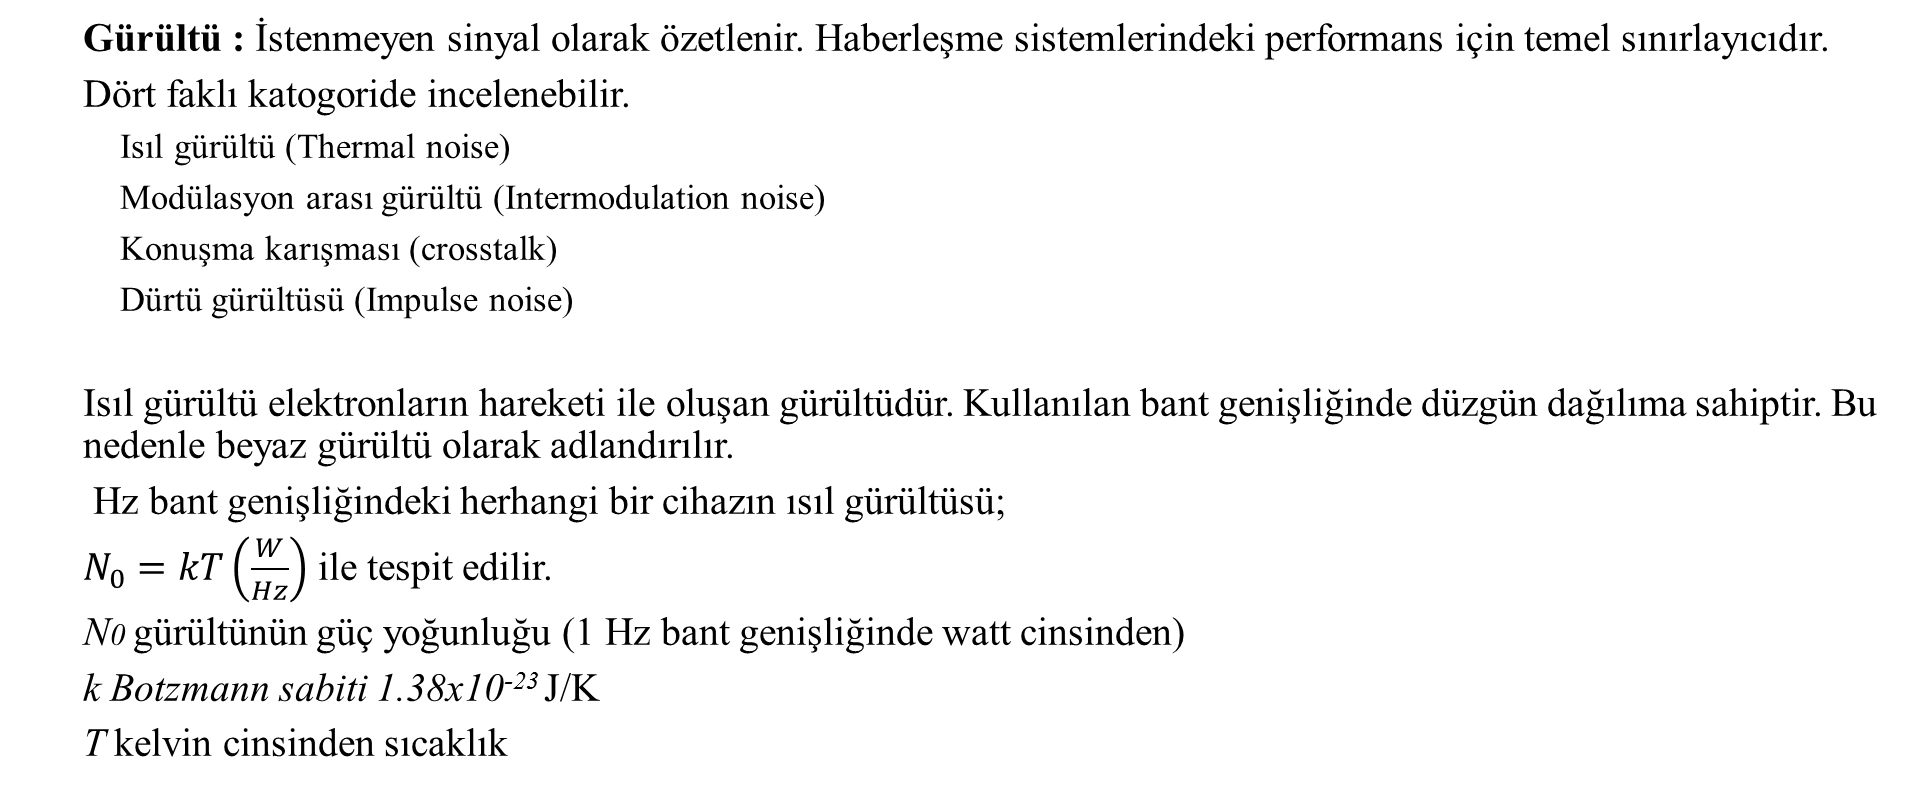 Gürültü : İstenmeyen sinyal olarak özetlenir. Haberleşme sistemlerindeki performans için temel sınırlayıcıdır.
Dört faklı katogoride incelenebilir.
Isıl gürültü (Thermal noise)
Modülasyon arası gürültü (Intermodulation noise)
Konuşma karışması (crosstalk)
Dürtü gürültüsü (Impulse noise)
Isıl gürültü elektronların hareketi ile oluşan gürültüdür. Kullanılan bant genişliğinde düzgün dağılıma sahiptir. Bu
nedenle beyaz gürültü olarak adlandırılır.
Hz bant genişliğindeki herhangi bir cihazın ısıl gürültüsü;
N₀ = kT (W/Hz) ile tespit edilir.
N0 gürültünün güç yoğunluğu (1 Hz bant genişliğinde watt cinsinden)
k Botzmann sabiti 1.38x10⁻²³ J/K
T kelvin cinsinden sıcaklık